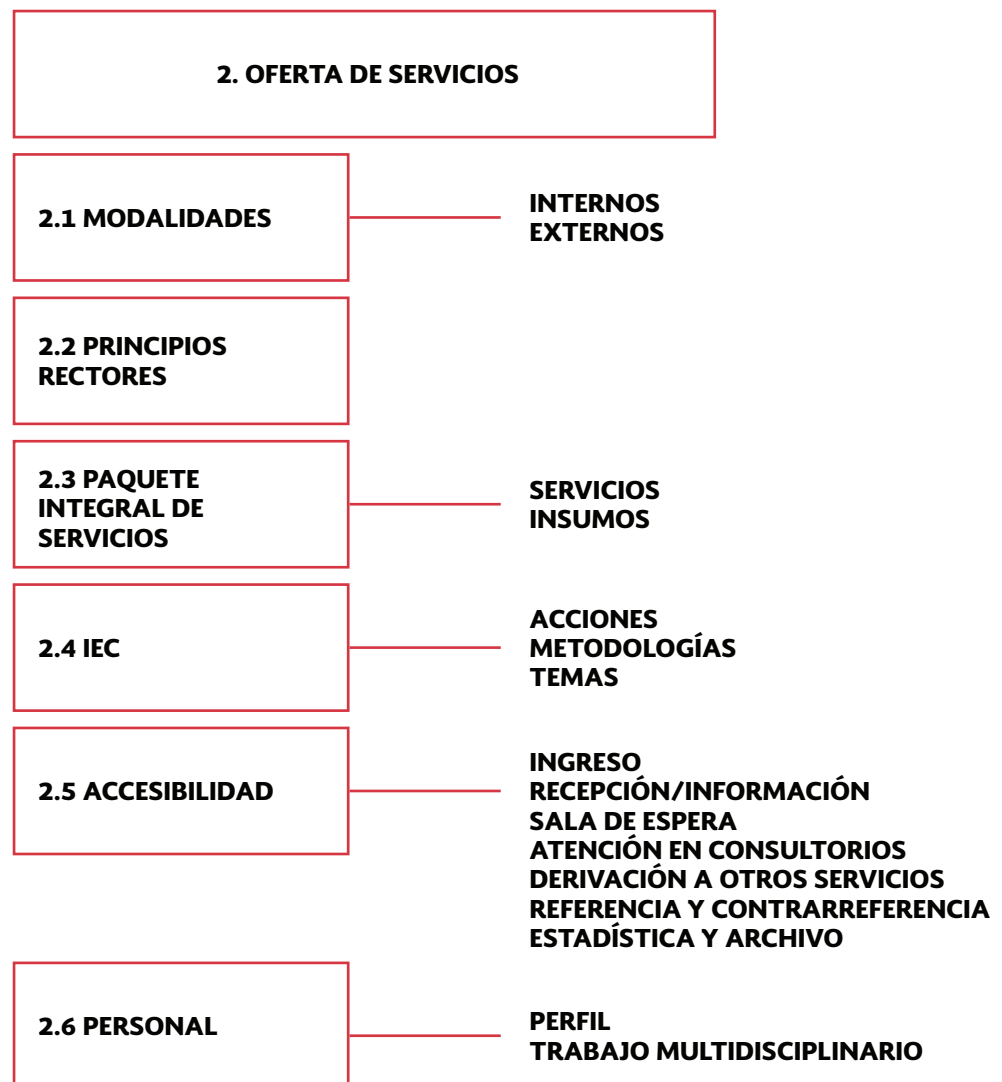 2. OFERTA DE SERVICIOS
2.1 MODALIDADES
INTERNOS
EXTERNOS
2.2 PRINCIPIOS
RECTORES
2.3 PAQUETE
INTEGRAL DE
SERVICIOS
SERVICIOS
INSUMOS
2.4 IEC
ACCIONES
METODOLOGÍAS
TEMAS
2.5 ACCESIBILIDAD
INGRESO
RECEPCIÓN/INFORMACIÓN
SALA DE ESPERA
ATENCIÓN EN CONSULTORIOS
DERIVACIÓN A OTROS SERVICIOS
REFERENCIA Y CONTRARREFERENCIA
ESTADÍSTICA Y ARCHIVO
2.6 PERSONAL
PERFIL
TRABAJO MULTIDISCIPLINARIO